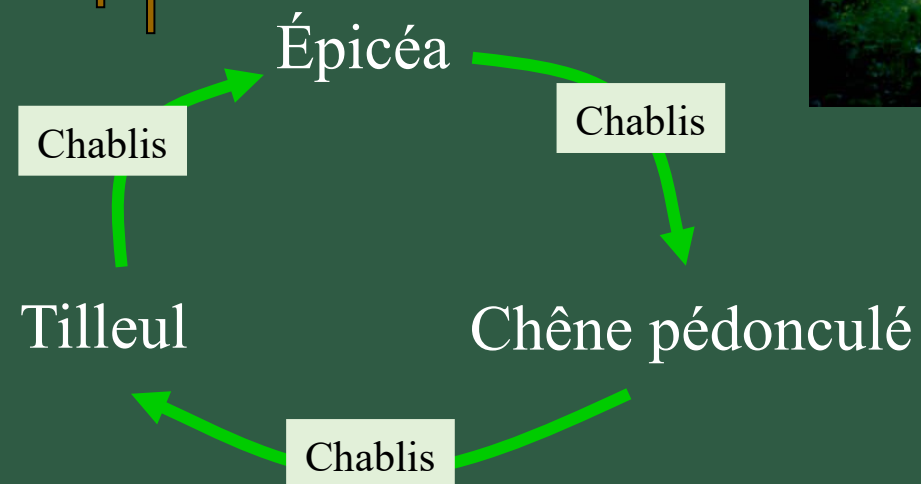 Épicéa
Chablis
Chablis
Tilleul
Chêne pédonculé
Chablis